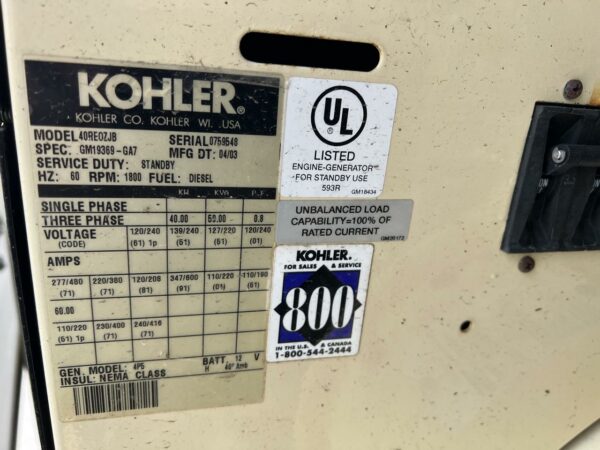 KOHLER®
KOHLER CO. KOHLER WI. USA
MODEL 40REOZJB
SERIAL 0759548
SPEC. GM19369-GA7
MFG DT: 04/03
SERVICE DUTY: STANDBY
HZ: 60 RPM: 1800 FUEL: DIESEL
KW KVA P.F.
SINGLE PHASE
THREE PHASE 40.00 50.00 0.8
VOLTAGE 120/240 139/240 127/220 120/240
(CODE) (61) 1p (61) (61) (01)
AMPS
277/480 220/380 120/208 347/600 110/220 110/190
(71) (71) (61) (91) (01) (61)
60.00
110/220 230/400 240/416
(61) 1p (71) (71)
GEN. MODEL: 4P5 BATT. 12 V
INSUL: NEMA CLASS H 40° Amb
UL
®
LISTED
ENGINE-GENERATOR
FOR STANDBY USE
593R
GM18434
UNBALANCED LOAD
CAPABILITY=100% OF
RATED CURRENT
GM20173
KOHLER.
FOR SALES & SERVICE
800
IN THE U.S. & CANADA
1-800-544-2444
ON